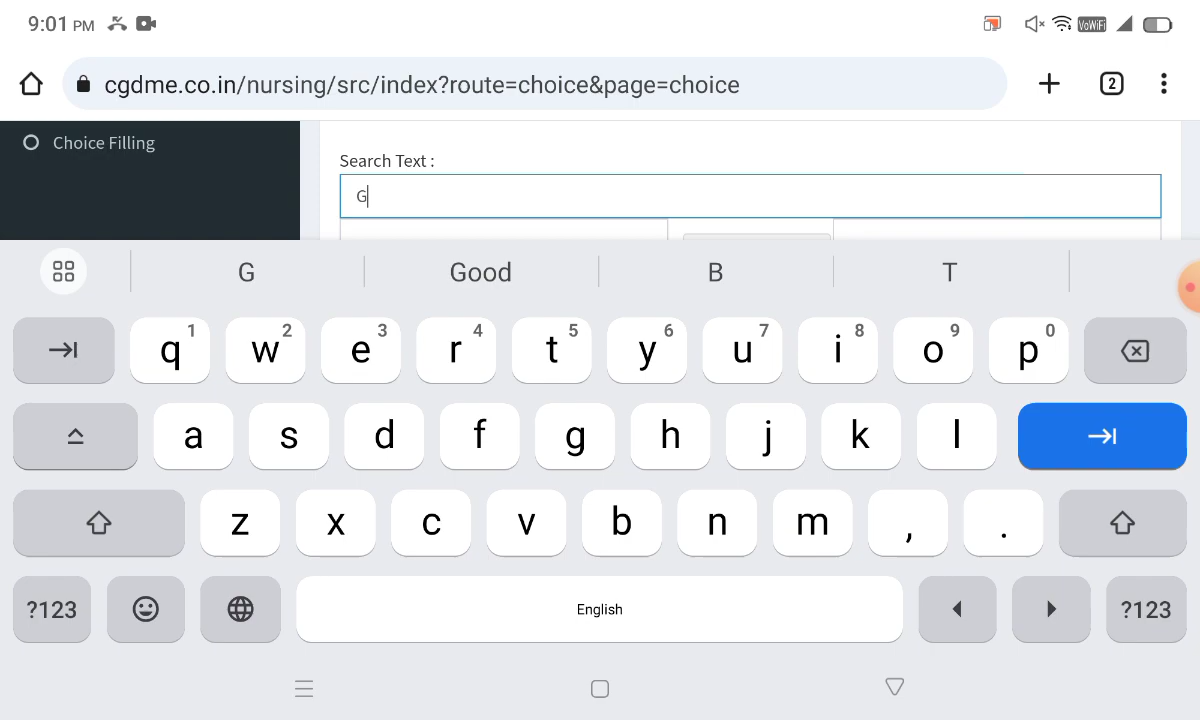 9:01 PM VoWiFi
cgdme.co.in/nursing/src/index?route=choice&page=choice 2
Choice Filling
Search Text :
G
G Good B T
q 1 w 2 e 3 r 4 t 5 y 6 u 7 i 8 o 9 p 0
a s d f g h j k l
z x c v b n m , .
?123 English ?123